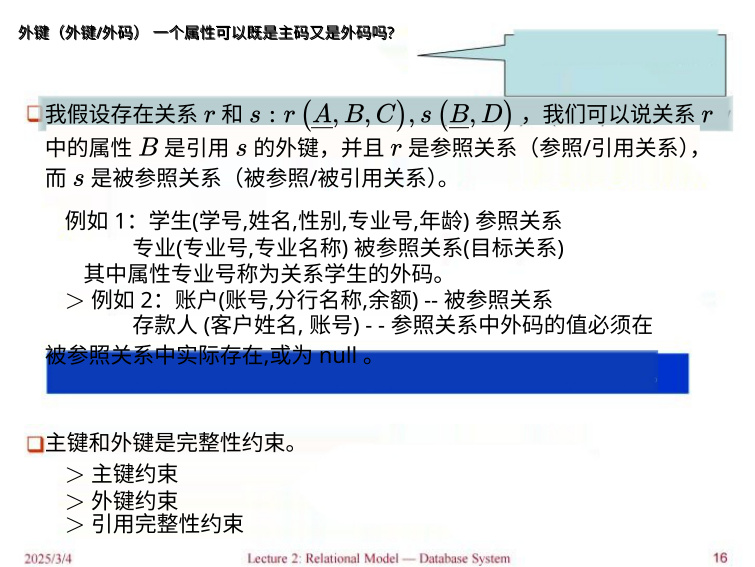 外键（外键/外码） 一个属性可以既是主码又是外码吗?
我假设存在关系 r 和 s : r (A, B, C), s (B, D) ，我们可以说关系 r
中的属性 B 是引用 s 的外键，并且 r 是参照关系（参照/引用关系），
而 s 是被参照关系（被参照/被引用关系）。
例如 1：学生(学号,姓名,性别,专业号,年龄) 参照关系
专业(专业号,专业名称) 被参照关系(目标关系)
其中属性专业号称为关系学生的外码。
> 例如 2：账户(账号,分行名称,余额) -- 被参照关系
存款人 (客户姓名, 账号) - - 参照关系中外码的值必须在
被参照关系中实际存在,或为 null 。
主键和外键是完整性约束。
> 主键约束
> 外键约束
> 引用完整性约束
2025/3/4 Lecture 2: Relational Model — Database System 16